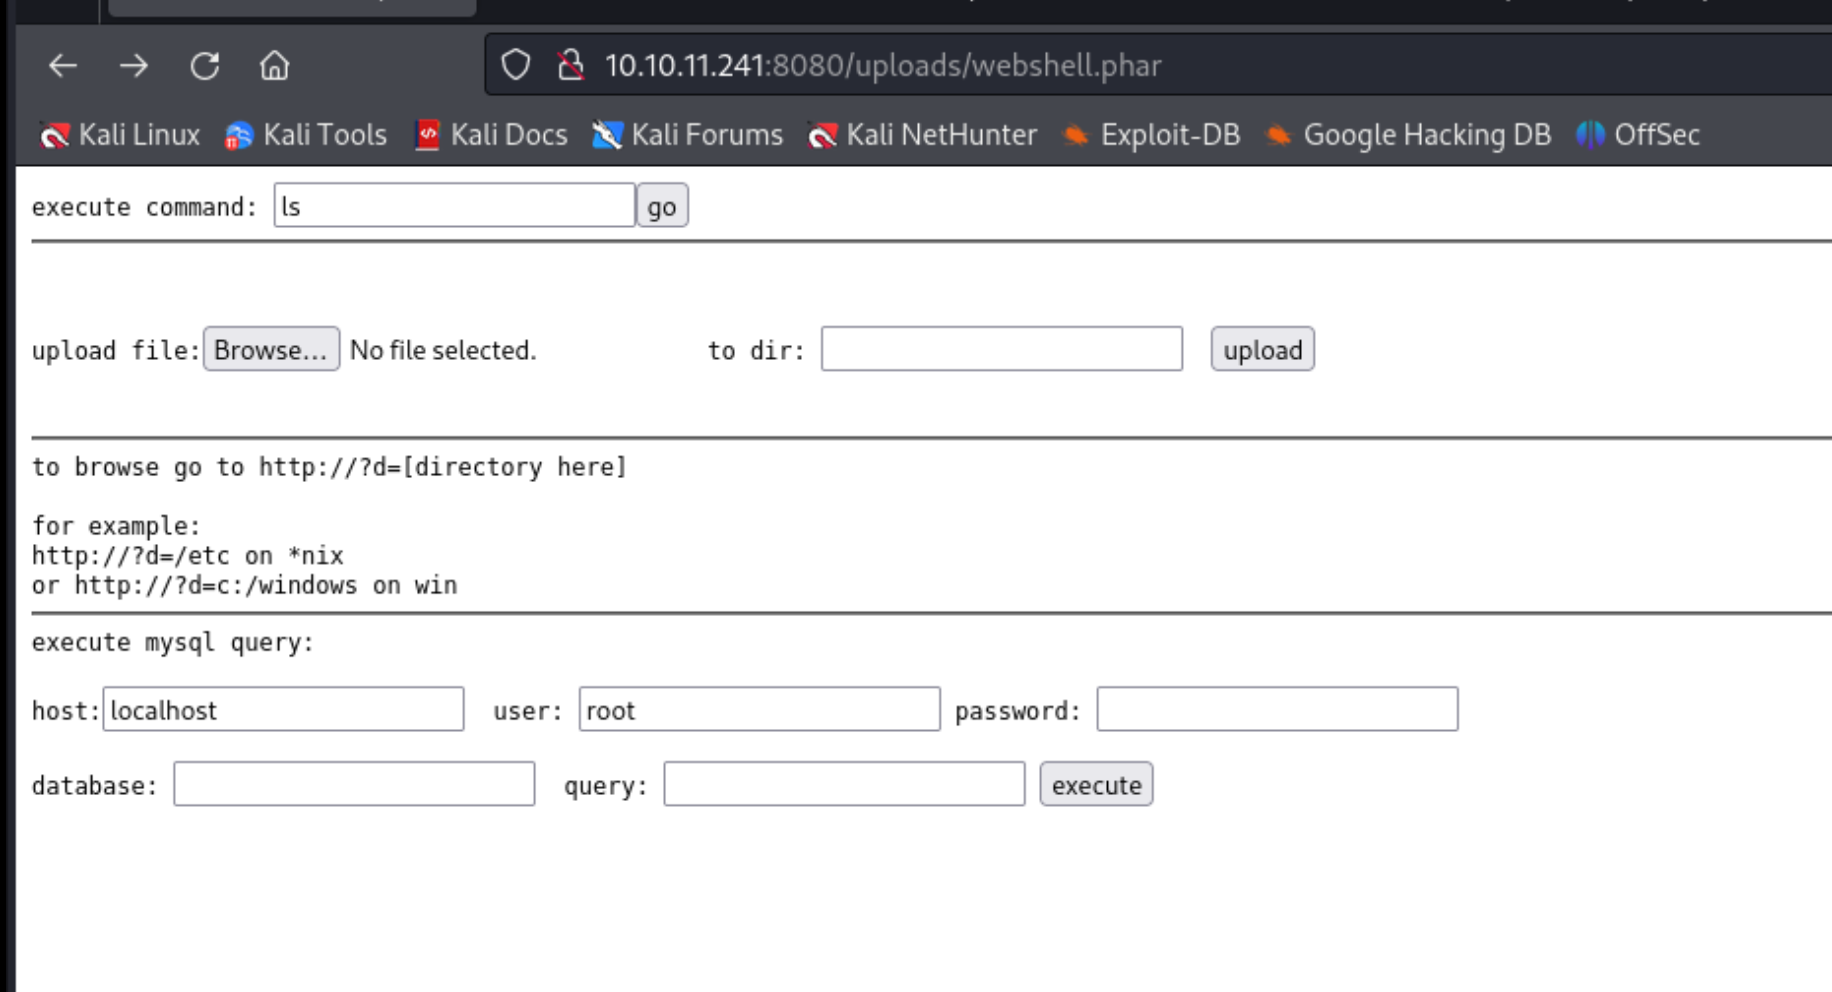 10.10.11.241:8080/uploads/webshell.phar
Kali Linux Kali Tools Kali Docs Kali Forums Kali NetHunter Exploit-DB Google Hacking DB OffSec
execute command: ls go
upload file: Browse... No file selected. to dir: upload
to browse go to http://?d=[directory here]
for example:
http://?d=/etc on *nix
or http://?d=c:/windows on win
execute mysql query:
host: localhost user: root password:
database: query: execute